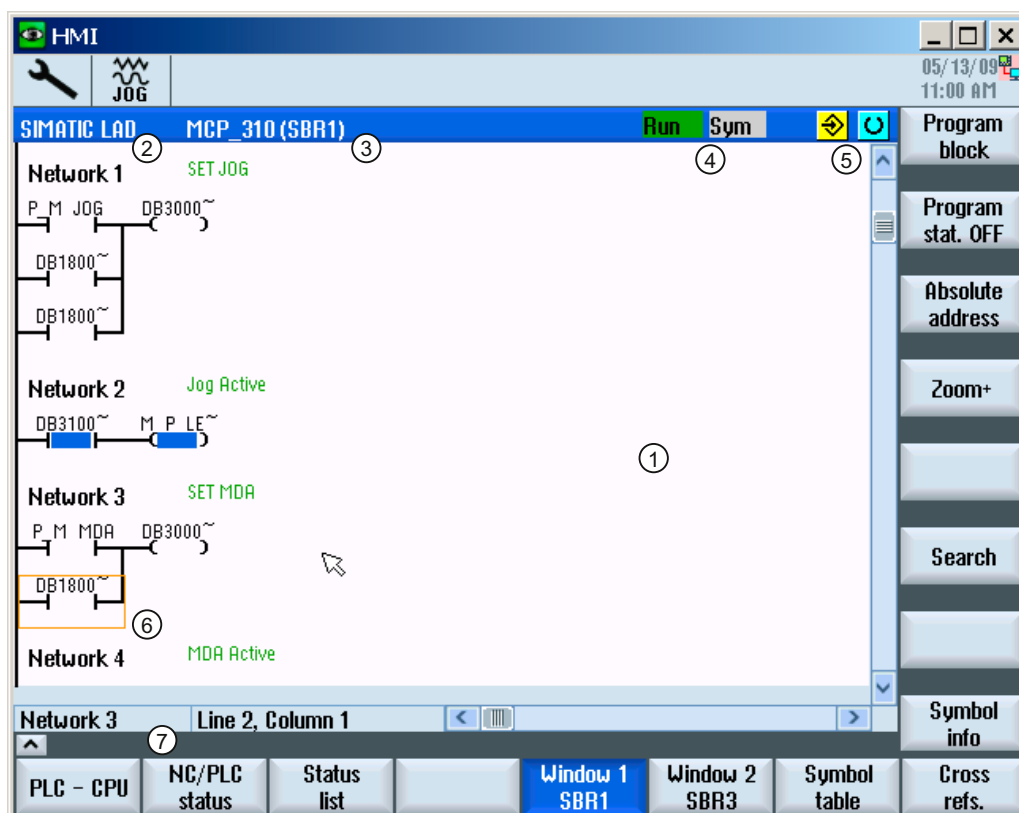 HMI
JOG
05/13/09
11:00 AM
SIMATIC LAD MCP_310 (SBR1) Run Sym
2 3 4 5
Network 1 SET JOG
P_M JOG DB3000~
DB1800~
DB1800~
Network 2 Jog Active
DB3100~ M_P_LE~
1
Network 3 SET MDA
P_M MDA DB3000~
DB1800~
6
Network 4 MDA Active
Network 3 Line 2, Column 1
7
Program
block
Program
stat. OFF
Absolute
address
Zoom+
Search
Symbol
info
PLC - CPU
NC/PLC
status
Status
list
Window 1
SBR1
Window 2
SBR3
Symbol
table
Cross
refs.